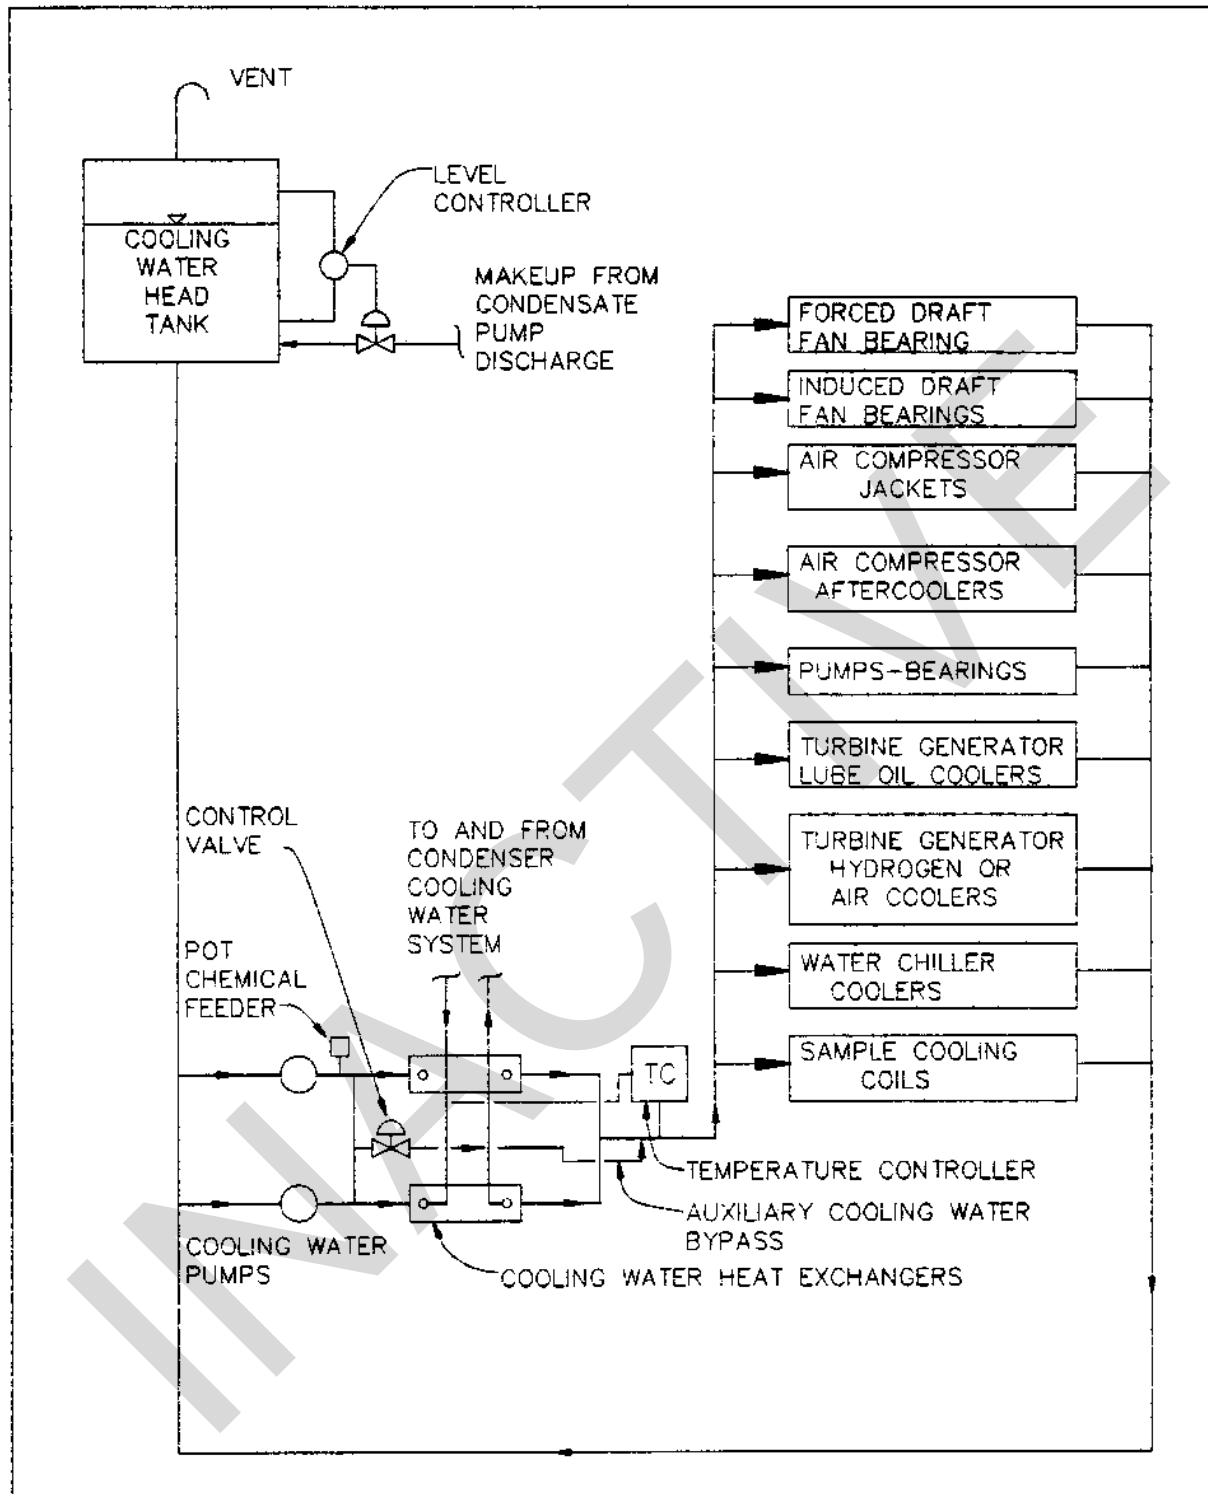 VENT
LEVEL
CONTROLLER
COOLING
WATER
HEAD
TANK
MAKEUP FROM
CONDENSATE
PUMP
DISCHARGE
FORCED DRAFT
FAN BEARING
INDUCED DRAFT
FAN BEARINGS
AIR COMPRESSOR
JACKETS
AIR COMPRESSOR
AFTERCOOLERS
PUMPS-BEARINGS
TURBINE GENERATOR
LUBE OIL COOLERS
TURBINE GENERATOR
HYDROGEN OR
AIR COOLERS
WATER CHILLER
COOLERS
SAMPLE COOLING
COILS
CONTROL
VALVE
TO AND FROM
CONDENSER
COOLING
WATER
SYSTEM
POT
CHEMICAL
FEEDER
TC
TEMPERATURE CONTROLLER
AUXILIARY COOLING WATER
BYPASS
COOLING WATER
PUMPS
COOLING WATER HEAT EXCHANGERS
INACTIVE